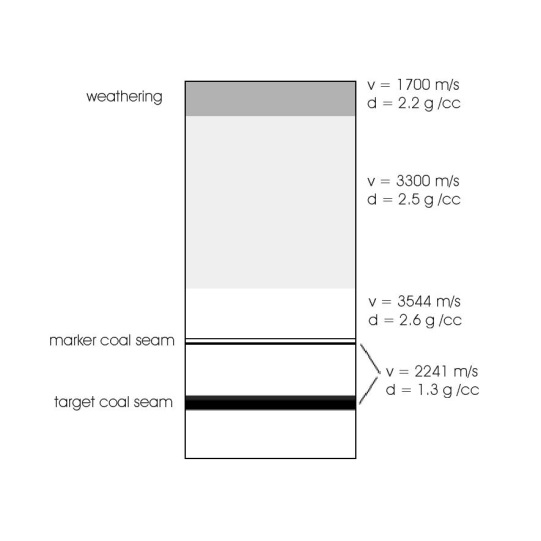 weathering
v = 1700 m/s
d = 2.2 g/cc
v = 3300 m/s
d = 2.5 g/cc
v = 3544 m/s
d = 2.6 g/cc
marker coal seam
v = 2241 m/s
d = 1.3 g/cc
target coal seam